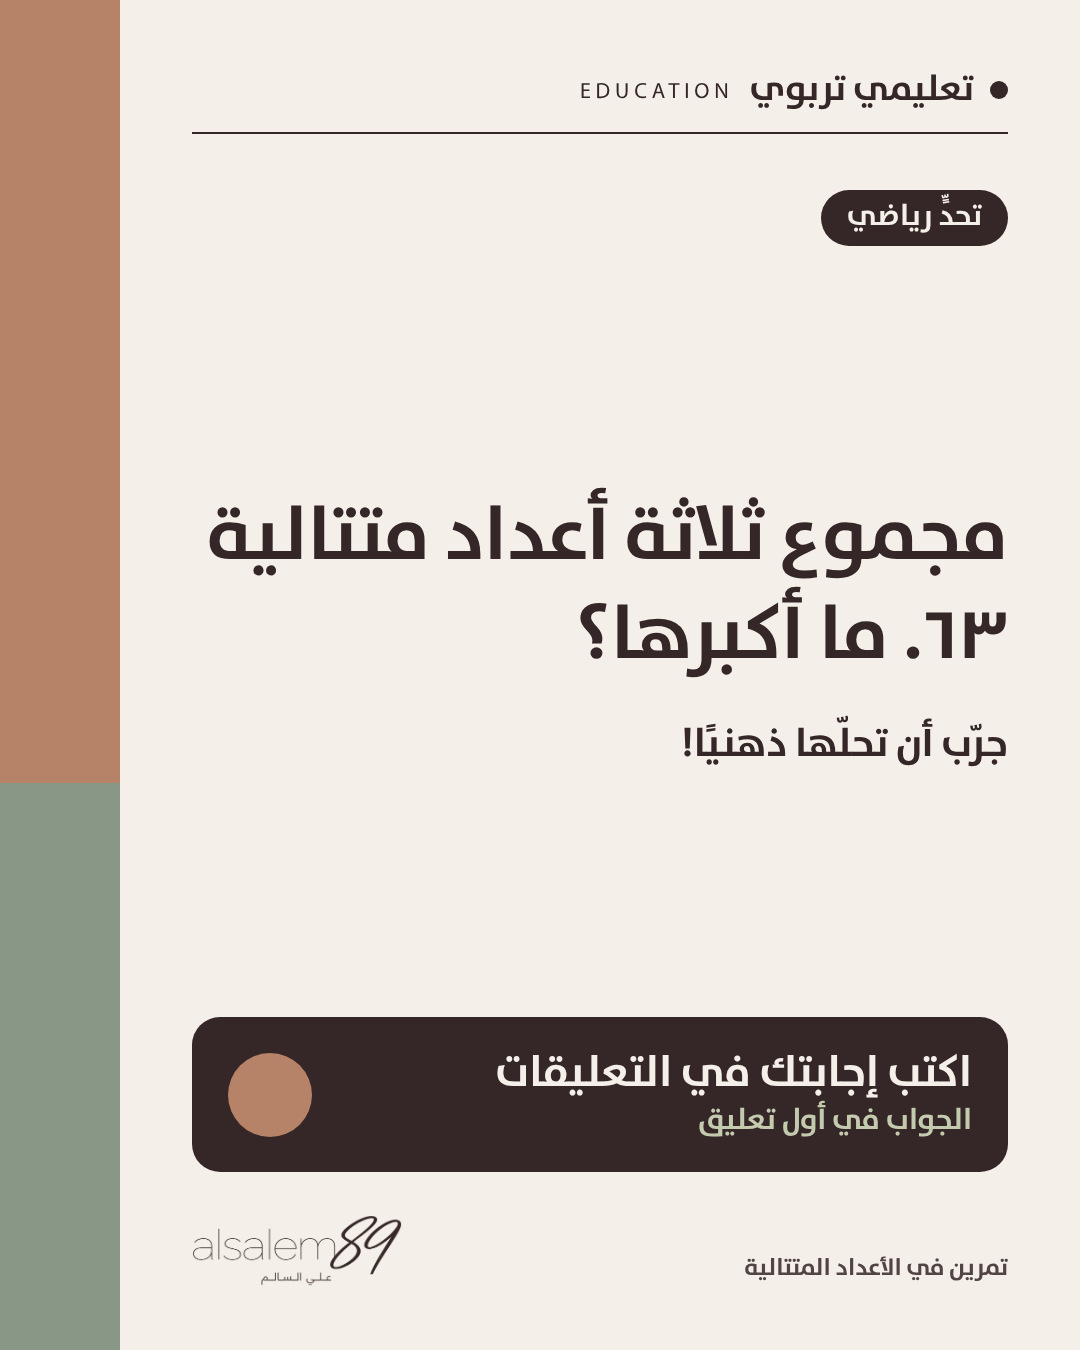 تعليمي تربوي EDUCATION
تحدٍّ رياضي
مجموع ثلاثة أعداد متتالية
٦٣. ما أكبرها؟
جرّب أن تحلّها ذهنيًا!
اكتب إجابتك في التعليقات
الجواب في أول تعليق
تمرين في الأعداد المتتالية
alsalem89
علي السالم